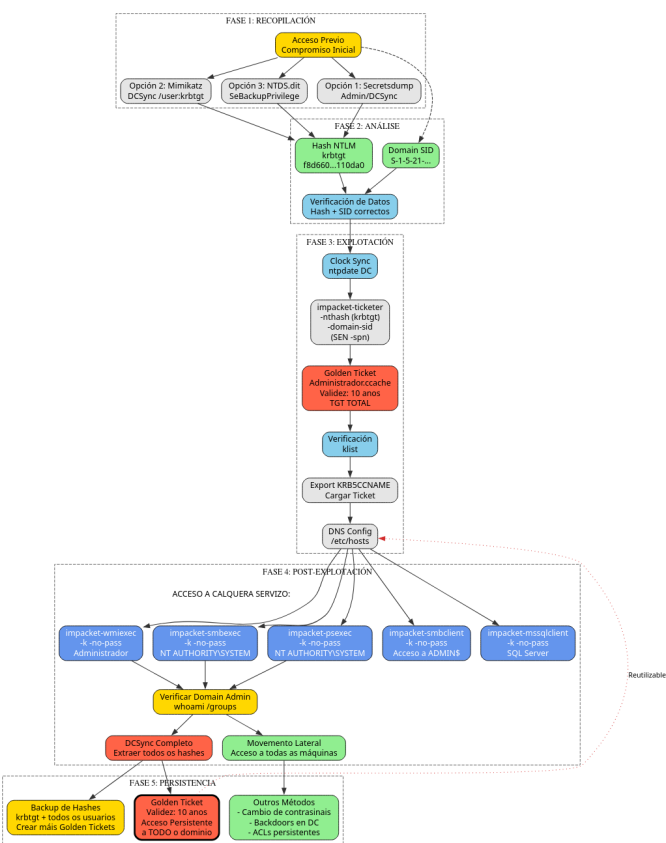 FASE 1: RECOPILACIÓN
Acceso Previo
Compromiso Inicial
Opción 2: Mimikatz
DCSync /user:krbtgt
Opción 3: NTDS.dit
SeBackupPrivilege
Opción 1: Secretsdump
Admin/DCSync
FASE 2: ANÁLISE
Hash NTLM
krbtgt
f8d660...110da0
Domain SID
S-1-5-21-...
Verificación de Datos
Hash + SID correctos
FASE 3: EXPLOTACIÓN
Clock Sync
ntpdate DC
impacket-ticketer
-nthash (krbtgt)
-domain-sid
(SEN -spn)
Golden Ticket
Administrador.ccache
Validez: 10 anos
TGT TOTAL
Verificación
klist
Export KRB5CCNAME
Cargar Ticket
DNS Config
/etc/hosts
FASE 4: POST-EXPLOTACIÓN
ACCESO A CALQUERA SERVIZO:
impacket-wmiexec
-k -no-pass
Administrador
impacket-smbexec
-k -no-pass
NT AUTHORITY\SYSTEM
impacket-psexec
-k -no-pass
NT AUTHORITY\SYSTEM
impacket-smbclient
-k -no-pass
Acceso a ADMIN$
impacket-mssqlclient
-k -no-pass
SQL Server
Verificar Domain Admin
whoami /groups
Reutilizable
DCSync Completo
Extraer todos os hashes
Movemento Lateral
Acceso a todas as máquinas
FASE 5: PERSISTENCIA
Backup de Hashes
krbtgt + todos os usuarios
Crear máis Golden Tickets
Golden Ticket
Validez: 10 anos
Acceso Persistente
a TODO o dominio
Outros Métodos
- Cambio de contrasinais
- Backdoors en DC
- ACLs persistentes